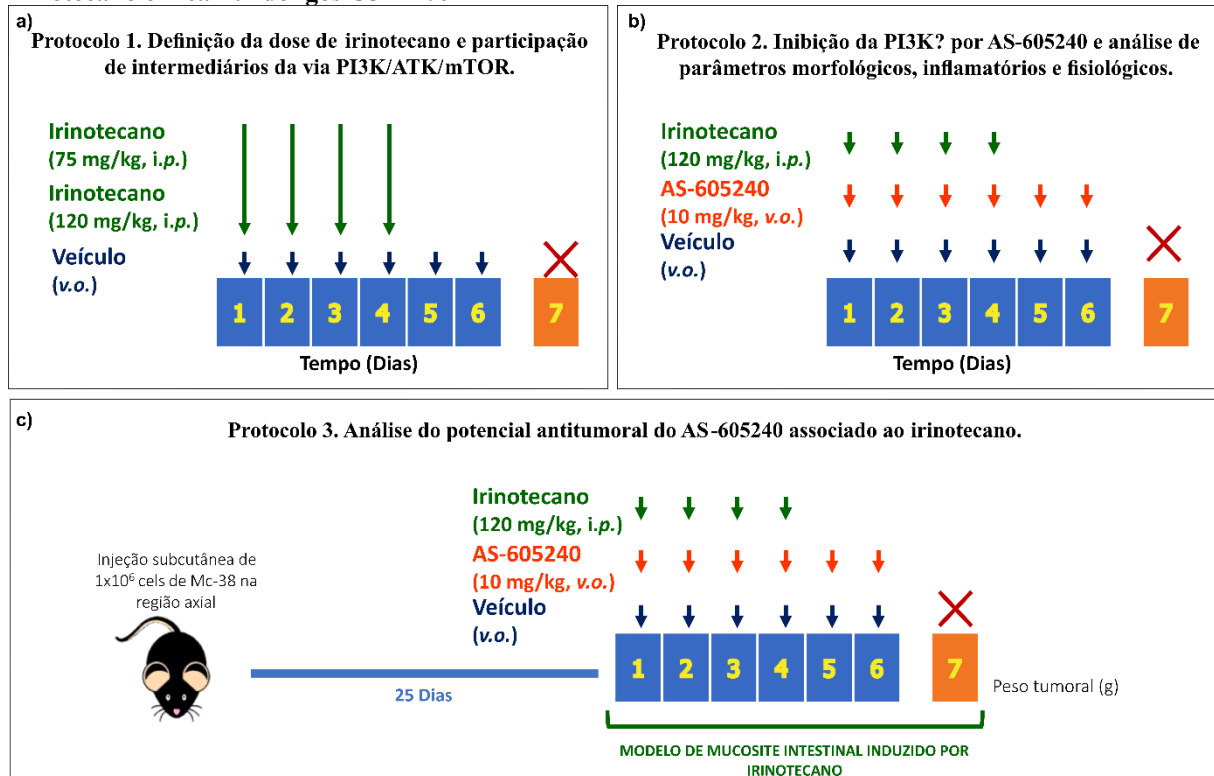 a)
Protocolo 1. Definição da dose de irinotecano e participação
de intermediários da via PI3K/ATK/mTOR.
Irinotecano
(75 mg/kg, i.p.)
Irinotecano
(120 mg/kg, i.p.)
Veículo
(v.o.)
1 2 3 4 5 6 7
Tempo (Dias)
b)
Protocolo 2. Inibição da PI3K? por AS-605240 e análise de
parâmetros morfológicos, inflamatórios e fisiológicos.
Irinotecano
(120 mg/kg, i.p.)
AS-605240
(10 mg/kg, v.o.)
Veículo
(v.o.)
1 2 3 4 5 6 7
Tempo (Dias)
c)
Protocolo 3. Análise do potencial antitumoral do AS-605240 associado ao irinotecano.
Injeção subcutânea de
1x10⁶ cels de Mc-38 na
região axial
25 Dias
Irinotecano
(120 mg/kg, i.p.)
AS-605240
(10 mg/kg, v.o.)
Veículo
(v.o.)
1 2 3 4 5 6 7
Peso tumoral (g)
MODELO DE MUCOSITE INTESTINAL INDUZIDO POR
IRINOTECANO